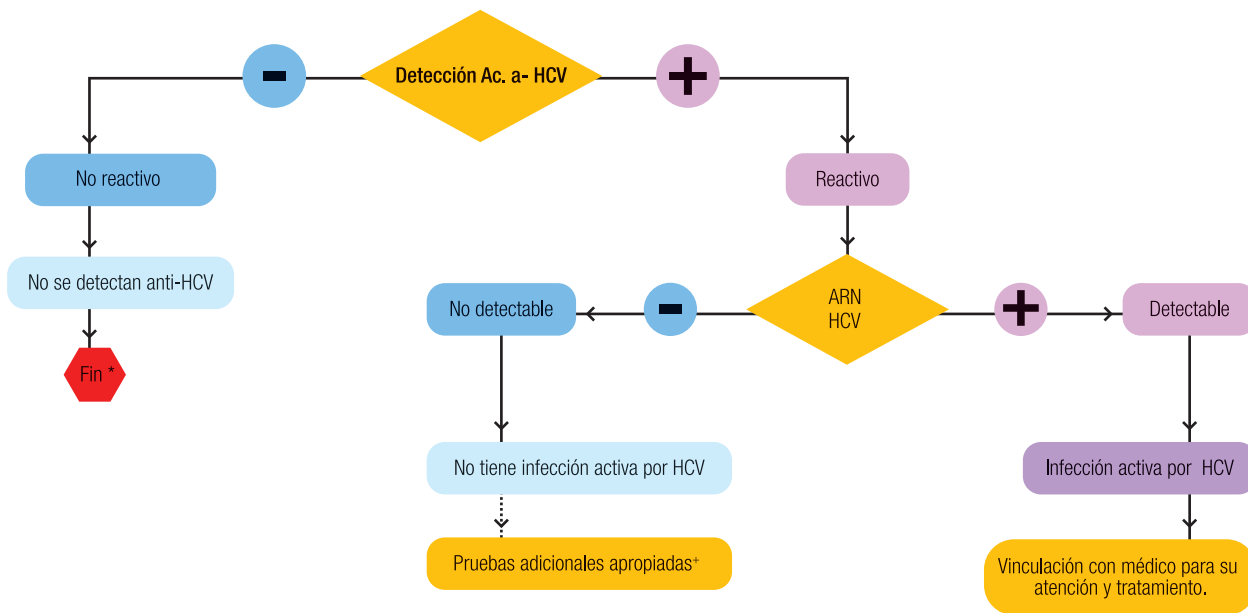 Detección Ac. a- HCV
No reactivo
Reactivo
No se detectan anti-HCV
ARN
HCV
No detectable
Detectable
Fin *
No tiene infección activa por HCV
Infección activa por HCV
Pruebas adicionales apropiadas⁺
Vinculación con médico para su
atención y tratamiento.